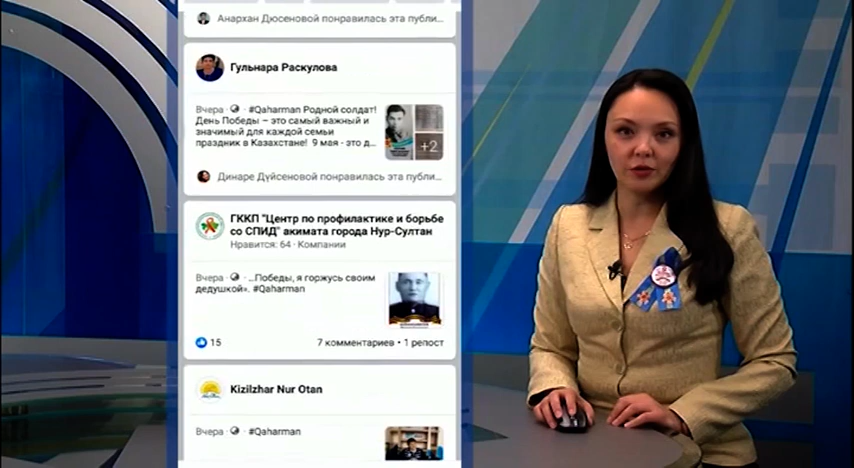 Анархан Дюсеновой понравилась эта публи...
Гульнара Раскулова
Вчера · #Qaharman Родной солдат!
День Победы – это самый важный и
значимый для каждой семьи
праздник в Казахстане! 9 мая · это д...
+2
Динаре Дүйсеновой понравилась эта публи...
ГККП "Центр по профилактике и борьбе
со СПИД" акимата города Нур-Султан
Нравится: 64 · Компании
Вчера · ...Победы, я горжусь своим
дедушкой». #Qaharman
15
7 комментариев • 1 репост
Kizilzhar Nur Otan
Вчера · #Qaharman